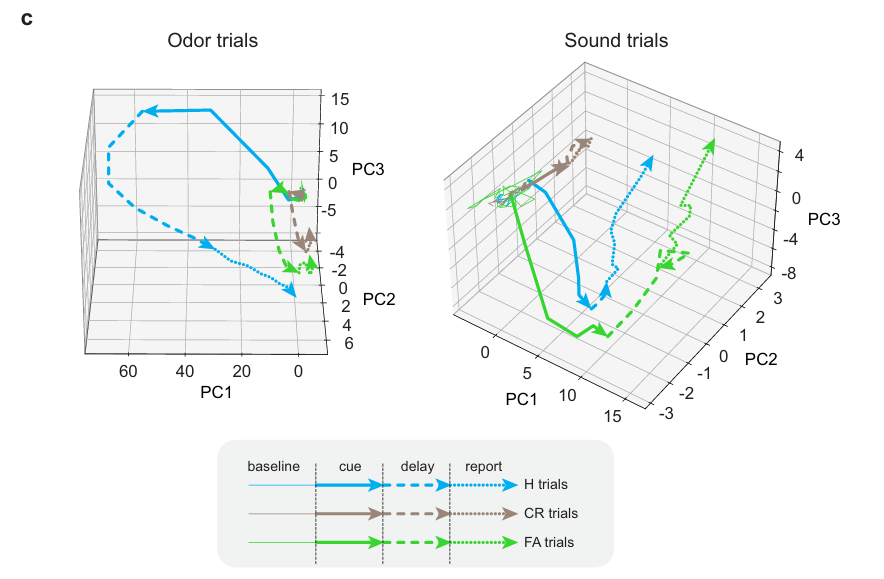 c
Odor trials
15
10
5
0
-5
PC3
-4
-2
0
2
4
6
PC2
60
40
20
0
PC1
Sound trials
4
0
-4
-8
PC3
3
2
1
0
-1
-2
-3
PC2
0
5
10
15
PC1
baseline cue delay report
H trials
CR trials
FA trials